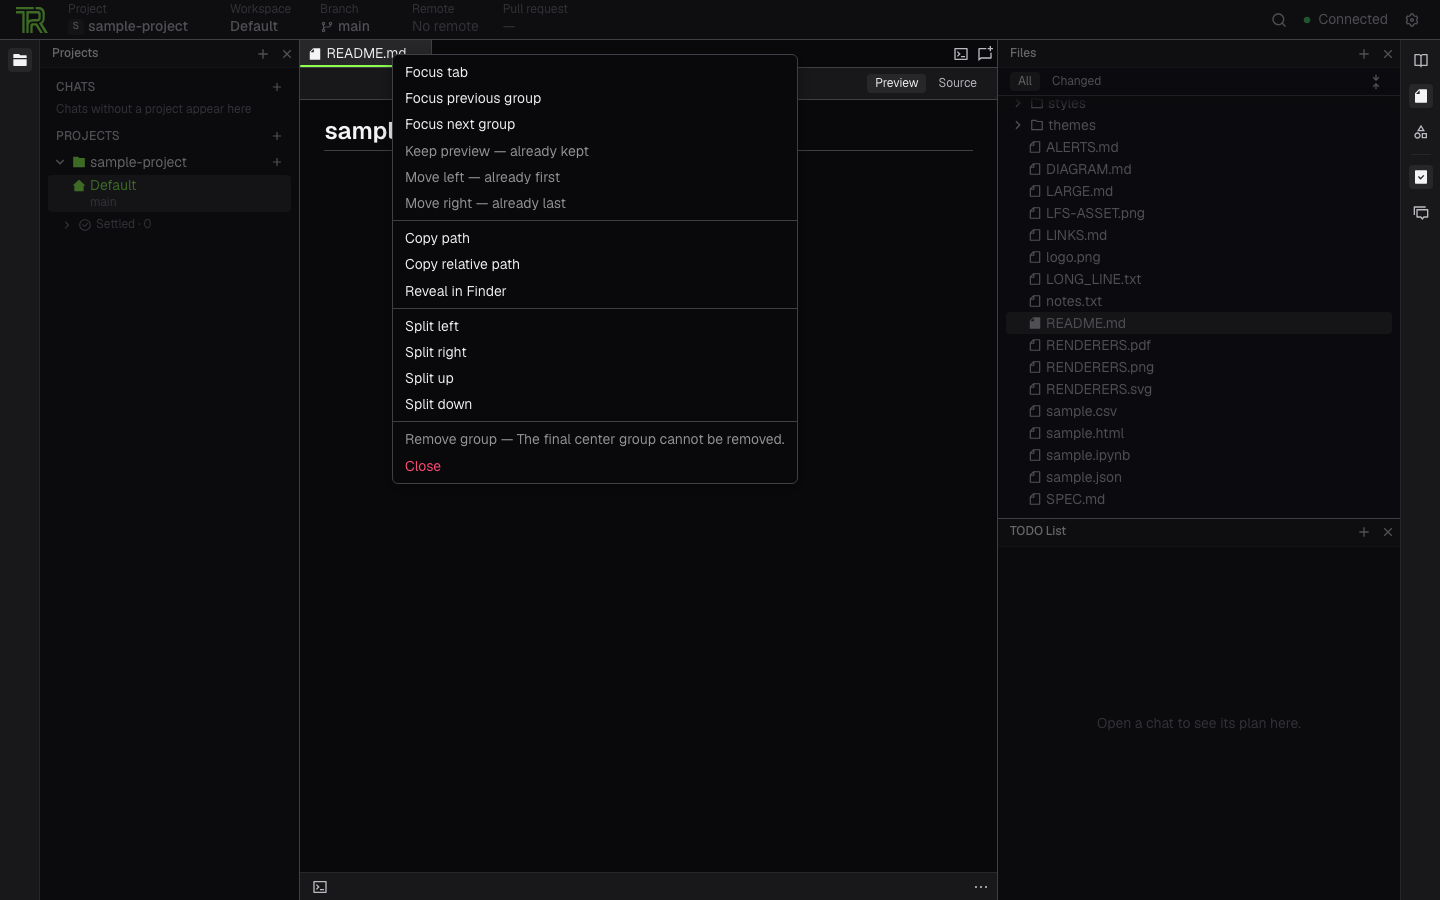 TR
Project
S sample-project
Workspace
Default
Branch
main
Remote
No remote
Pull request
—
Connected
Projects
CHATS
Chats without a project appear here
PROJECTS
sample-project
Default
main
Settled · 0
README.md
Preview
Source
sampl
Focus tab
Focus previous group
Focus next group
Keep preview — already kept
Move left — already first
Move right — already last
Copy path
Copy relative path
Reveal in Finder
Split left
Split right
Split up
Split down
Remove group — The final center group cannot be removed.
Close
Files
All
Changed
styles
themes
ALERTS.md
DIAGRAM.md
LARGE.md
LFS-ASSET.png
LINKS.md
logo.png
LONG_LINE.txt
notes.txt
README.md
RENDERERS.pdf
RENDERERS.png
RENDERERS.svg
sample.csv
sample.html
sample.ipynb
sample.json
SPEC.md
TODO List
Open a chat to see its plan here.